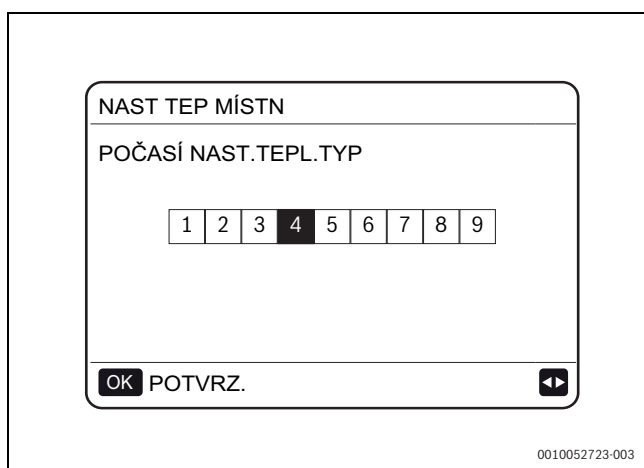 NAST TEP MÍSTN
POČASÍ NAST.TEPL.TYP
1 2 3 4 5 6 7 8 9
OK POTVRZ.
0010052723-003